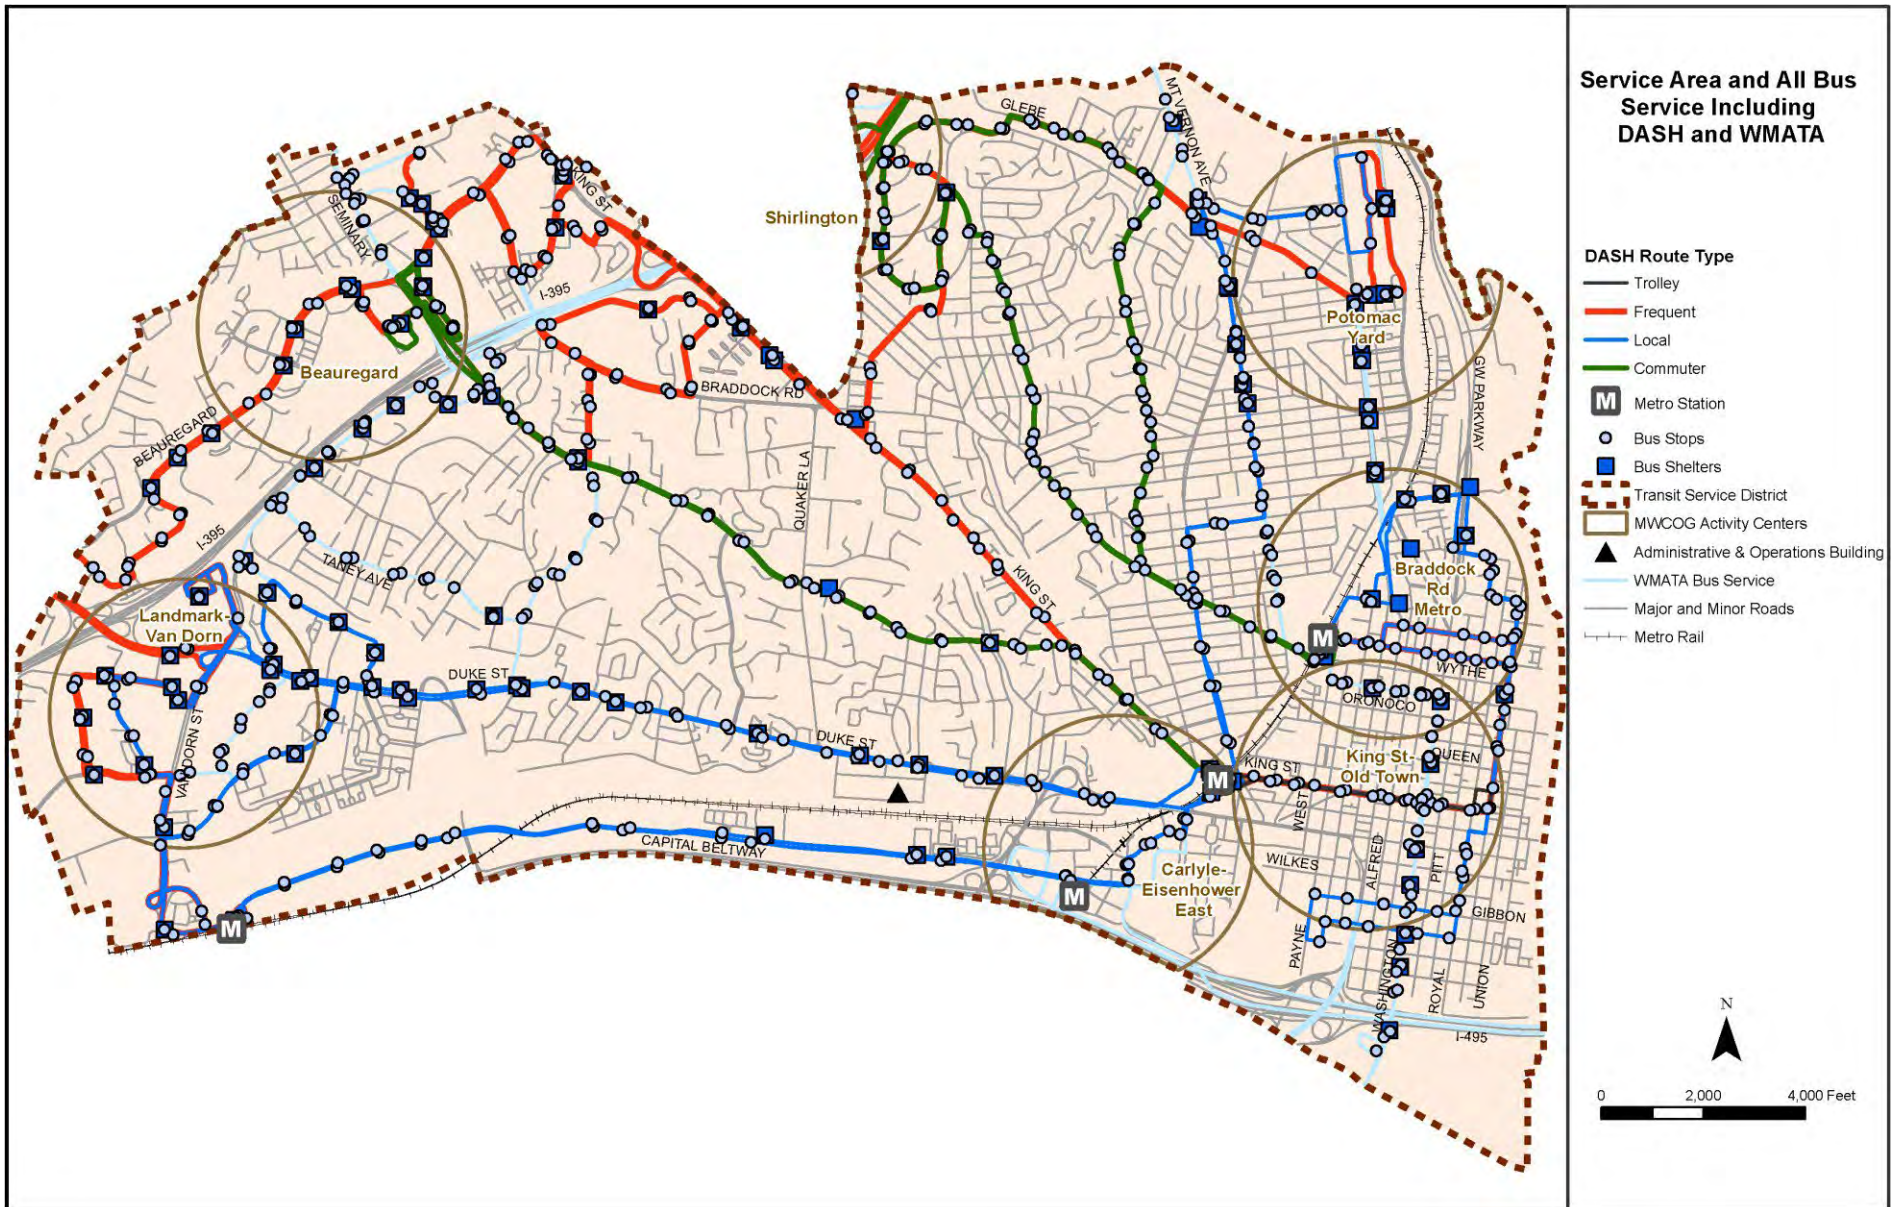 Service Area and All Bus
Service Including
DASH and WMATA
DASH Route Type
Trolley
Frequent
Local
Commuter
M Metro Station
Bus Stops
Bus Shelters
Transit Service District
MWCOG Activity Centers
Administrative & Operations Building
WMATA Bus Service
Major and Minor Roads
Metro Rail
N
0 2,000 4,000 Feet
GLEBE
MT VERNON AVE
KING ST
SEMINARY
Shirlington
I-395
Potomac
Yard
Beauregard
BRADDOCK RD
GW PARKWAY
BEAUREGARD
QUAKER LA
I-395
TANEY AVE
Braddock
Rd
Metro
KING ST
Landmark-
Van Dorn
M
WYTHE
DUKE ST
ORONOCO
VAN DORN ST
DUKE ST
QUEEN
King St-
Old Town
KING ST
M
WEST
CAPITAL BELTWAY
WILKES
ALFRED
PITT
Carlyle-
Eisenhower
East
M
GIBBON
M
PAYNE
WASHINGTON
ROYAL
UNION
I-495